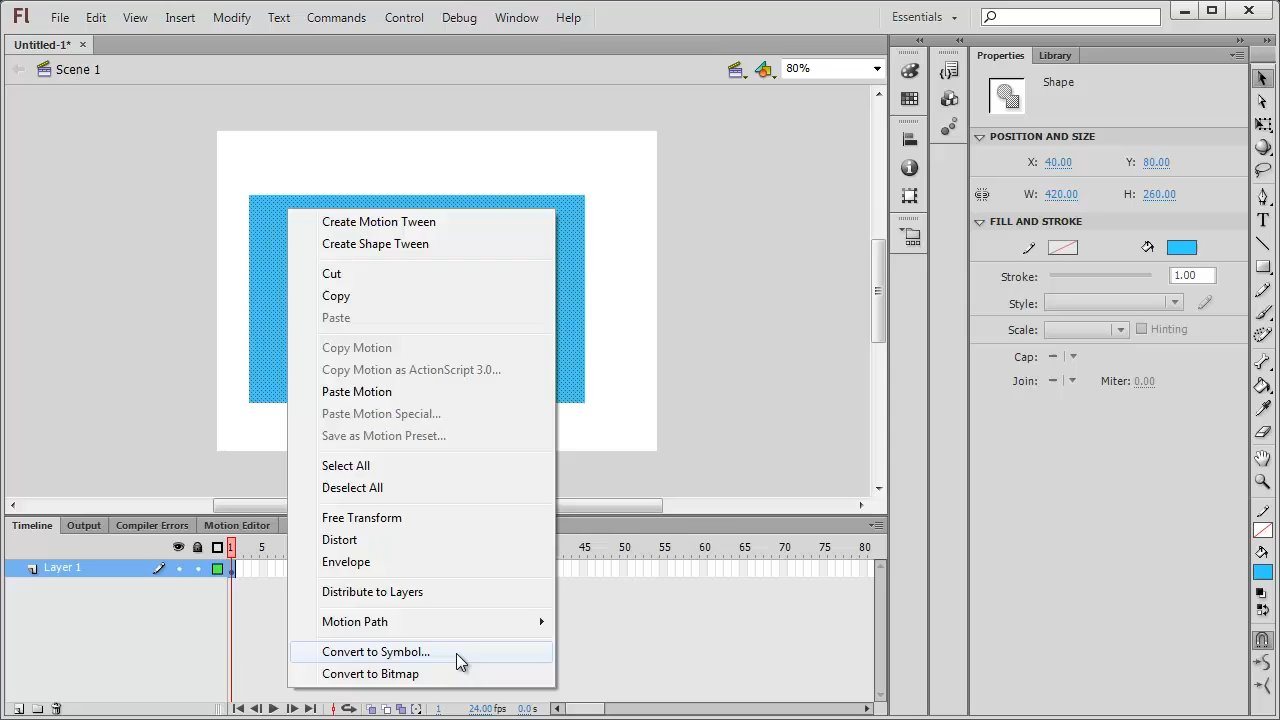 Fl File Edit View Insert Modify Text Commands Control Debug Window Help Essentials
Untitled-1* ×
Scene 1 80%
Properties Library
Shape
POSITION AND SIZE
X: 40.00 Y: 80.00
W: 420.00 H: 260.00
FILL AND STROKE
Stroke: 1.00
Style:
Scale: Hinting
Cap:
Join: Miter: 0.00
Create Motion Tween
Create Shape Tween
Cut
Copy
Paste
Copy Motion
Copy Motion as ActionScript 3.0...
Paste Motion
Paste Motion Special...
Save as Motion Preset...
Select All
Deselect All
Free Transform
Distort
Envelope
Distribute to Layers
Motion Path
Convert to Symbol...
Convert to Bitmap
Timeline Output Compiler Errors Motion Editor
1 5 45 50 55 60 65 70 75 80
Layer 1
1 24.00fps 0.0s